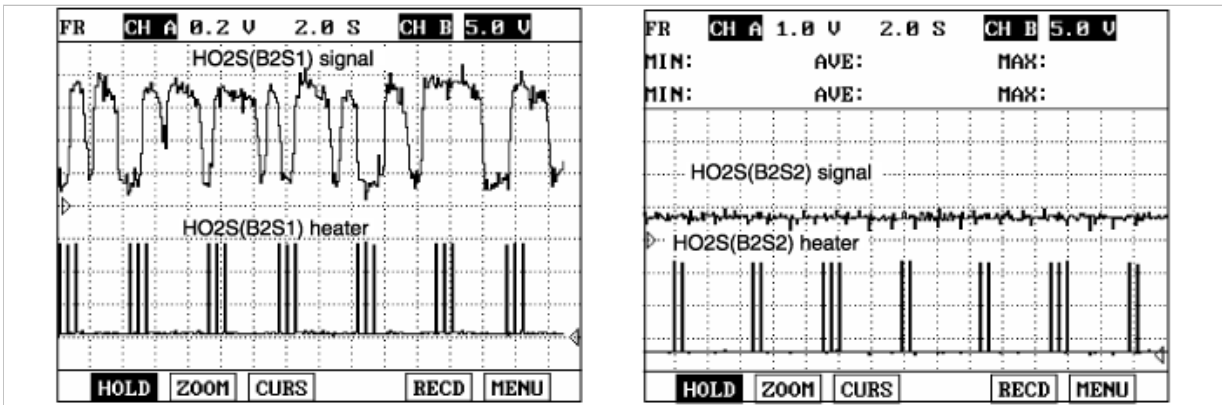 FR CH A 0.2 V 2.0 S CH B 5.0 V
HO2S(B2S1) signal
HO2S(B2S1) heater
HOLD ZOOM CURS RECD MENU
FR CH A 1.0 V 2.0 S CH B 5.0 V
MIN: AVE: MAX:
MIN: AVE: MAX:
HO2S(B2S2) signal
HO2S(B2S2) heater
HOLD ZOOM CURS RECD MENU